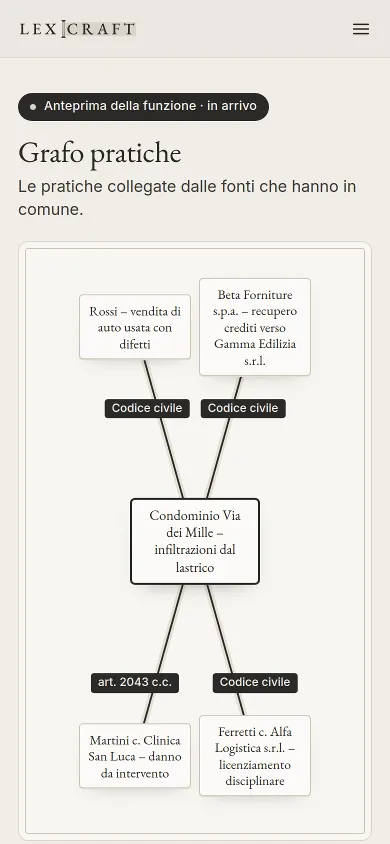 LEX CRAFT
Anteprima della funzione · in arrivo
Grafo pratiche
Le pratiche collegate dalle fonti che hanno in
comune.
Rossi – vendita di
auto usata con
difetti
Beta Forniture
s.p.a. – recupero
crediti verso
Gamma Edilizia
s.r.l.
Codice civile
Codice civile
Condominio Via
dei Mille –
infiltrazioni dal
lastrico
art. 2043 c.c.
Codice civile
Martini c. Clinica
San Luca – danno
da intervento
Ferretti c. Alfa
Logistica s.r.l. –
licenziamento
disciplinare